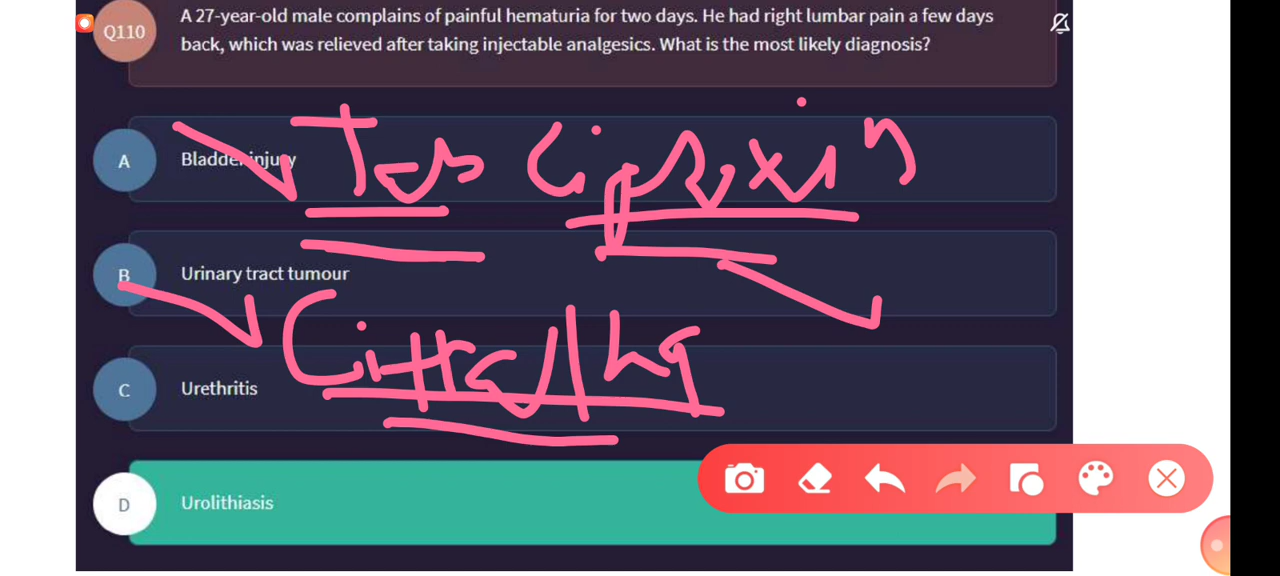 Q110
A 27-year-old male complains of painful hematuria for two days. He had right lumbar pain a few days
back, which was relieved after taking injectable analgesics. What is the most likely diagnosis?
A
Bladder injury
B
Urinary tract tumour
C
Urethritis
D
Urolithiasis